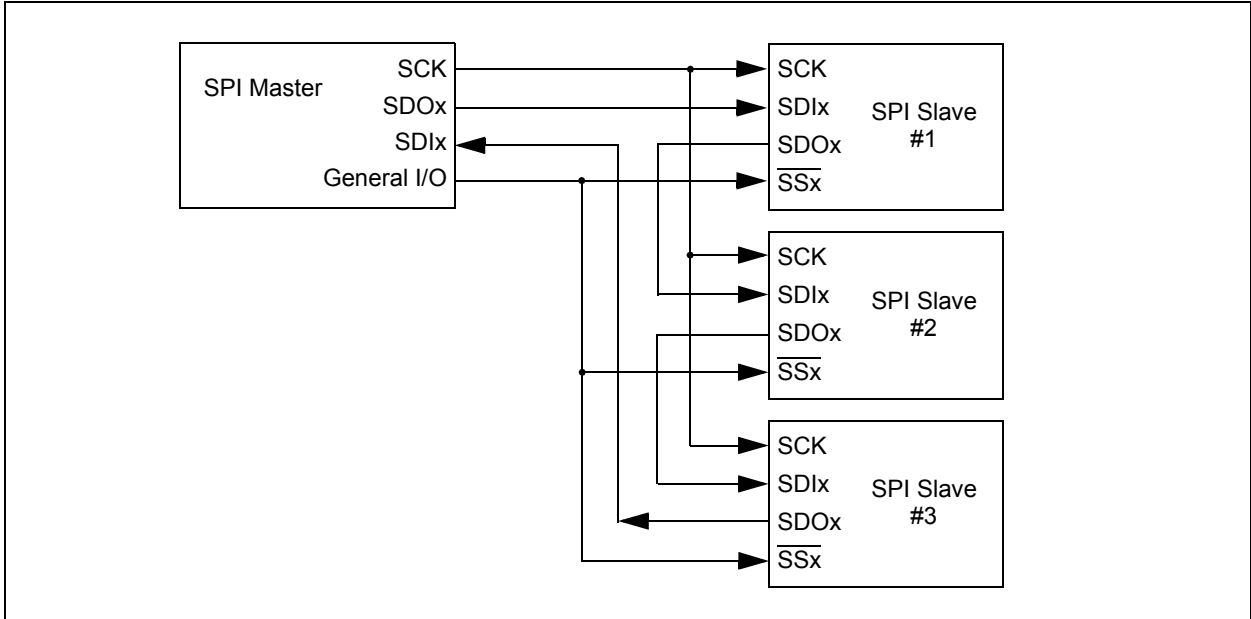 SPI Master
SCK
SDOx
SDIx
General I/O
SCK
SDIx
SDOx
SSx
SPI Slave
#1
SCK
SDIx
SDOx
SSx
SPI Slave
#2
SCK
SDIx
SDOx
SSx
SPI Slave
#3